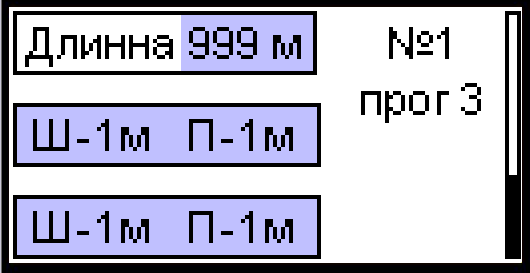 Длинна 999 м
№1
прог 3
Ш-1м П-1м
Ш-1м П-1м